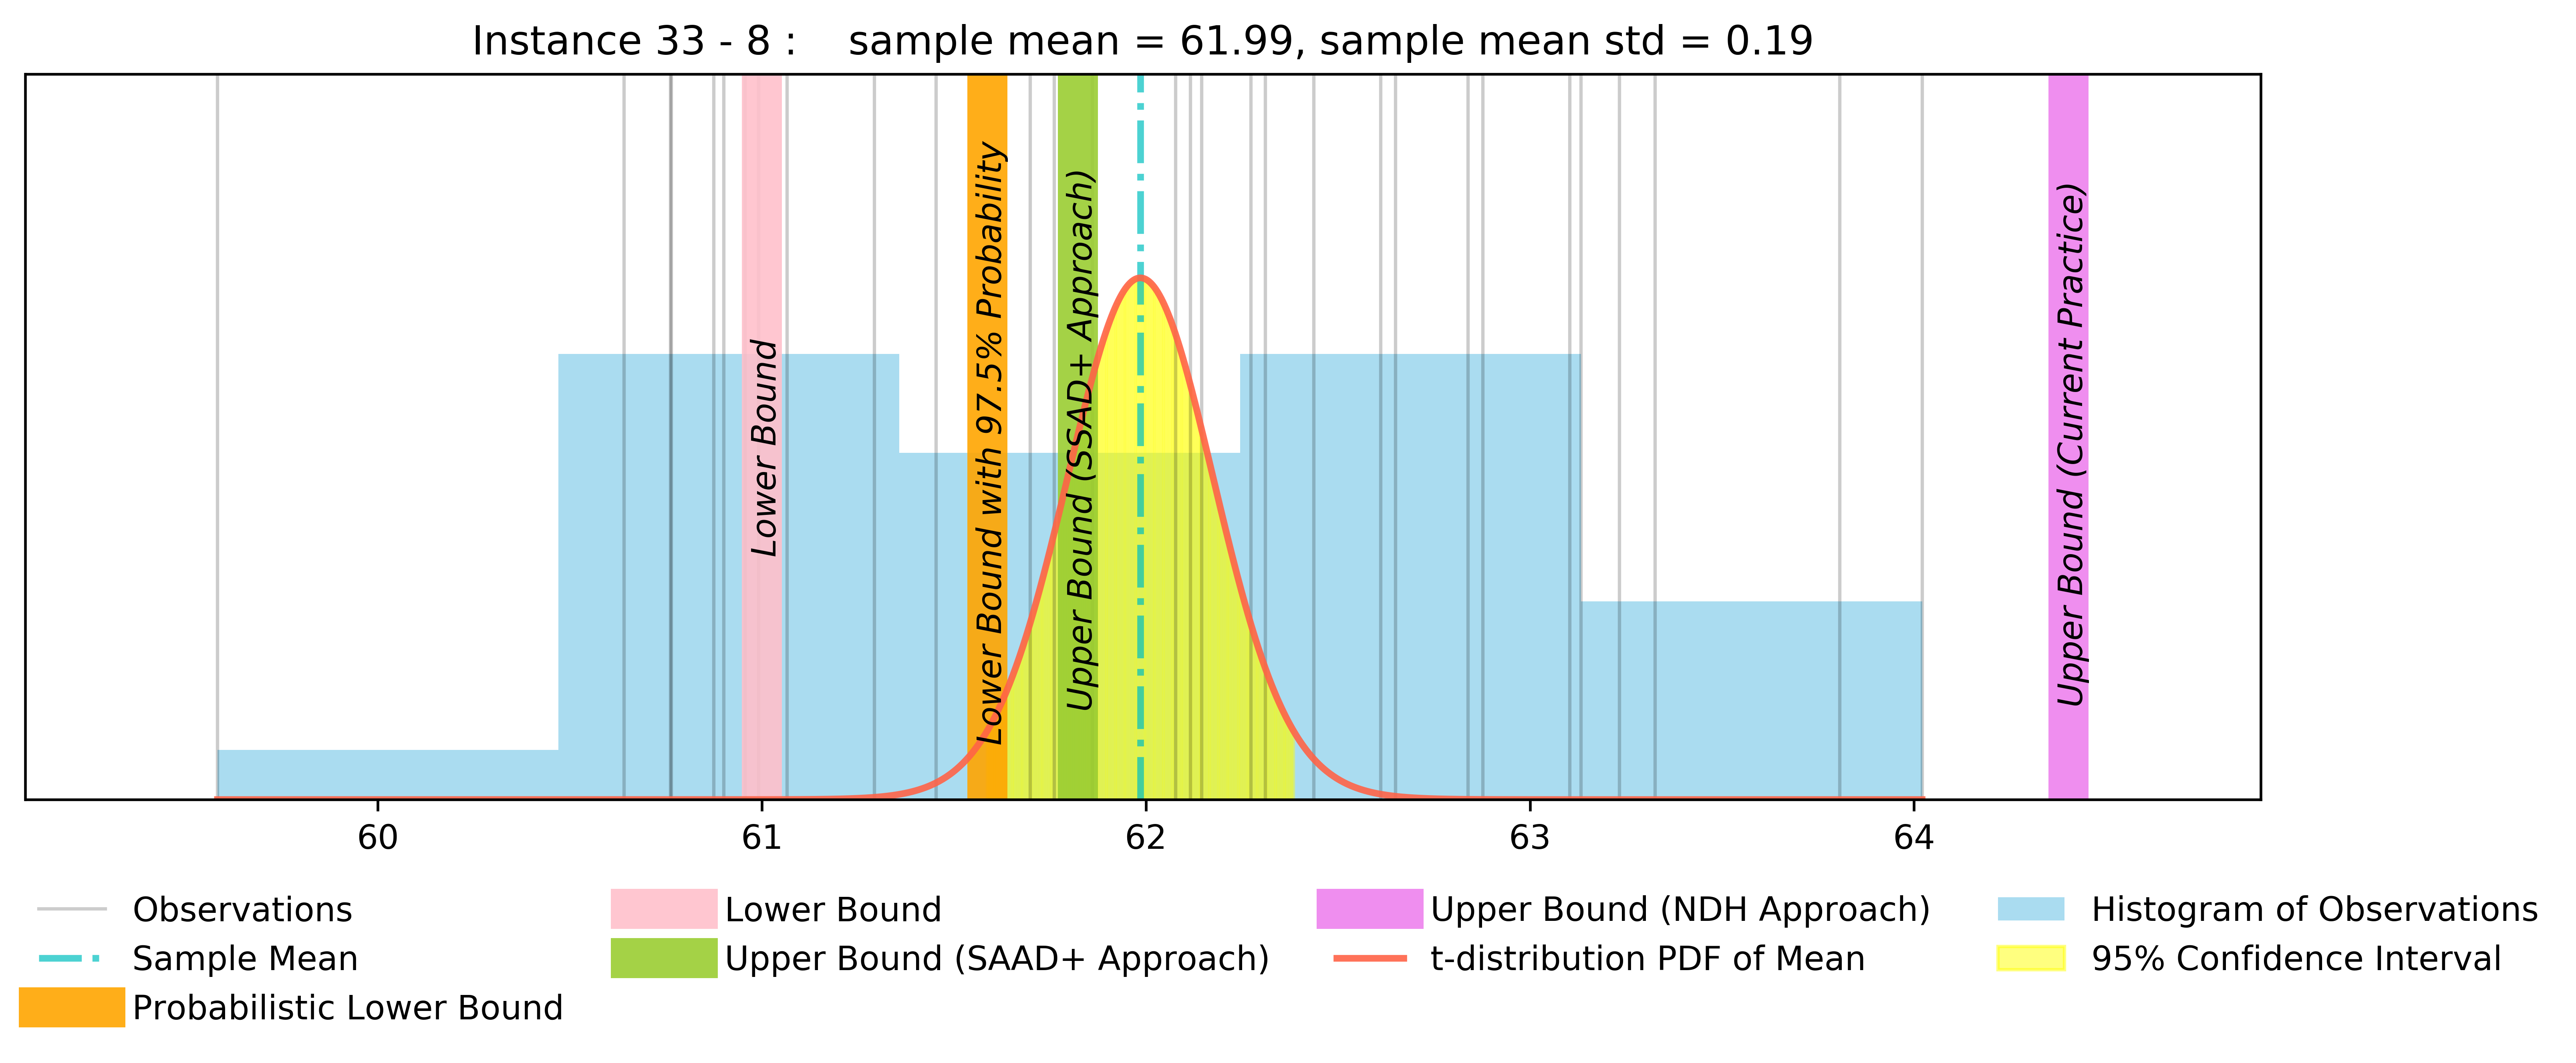 Instance 33 - 8 :    sample mean = 61.99, sample mean std = 0.19
Lower Bound
Lower Bound with 97.5% Probability
Upper Bound (SSAD+ Approach)
Upper Bound (Current Practice)
60 61 62 63 64
Observations
Sample Mean
Probabilistic Lower Bound
Lower Bound
Upper Bound (SAAD+ Approach)
Upper Bound (NDH Approach)
t-distribution PDF of Mean
Histogram of Observations
95% Confidence Interval